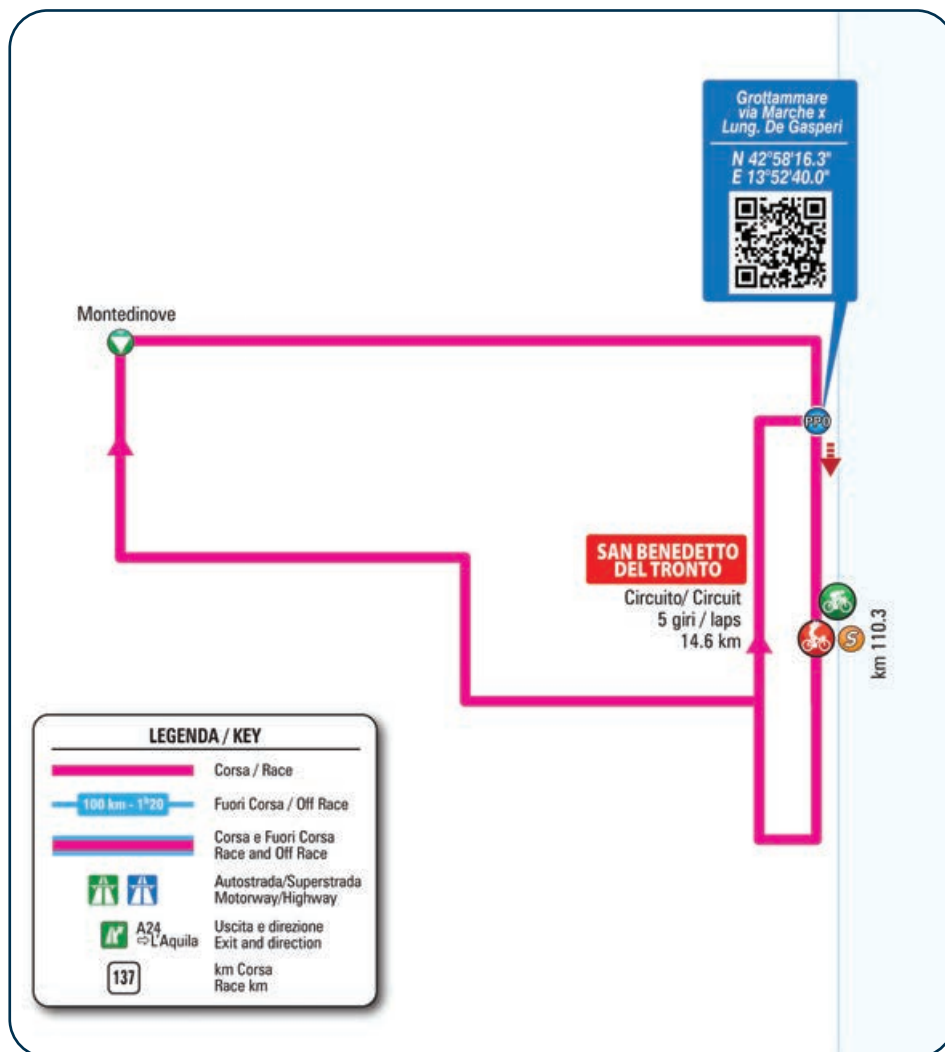 Grottammare
via Marche x
Lung. De Gasperi
N 42°58'16.3"
E 13°52'40.0"
Montedinove
PPO
SAN BENEDETTO
DEL TRONTO
Circuito/ Circuit
5 giri / laps
14.6 km
S
km 110.3
LEGENDA / KEY
Corsa / Race
100 km - 1h20
Fuori Corsa / Off Race
Corsa e Fuori Corsa
Race and Off Race
Autostrada/Superstrada
Motorway/Highway
A24
⇨L'Aquila
Uscita e direzione
Exit and direction
137
km Corsa
Race km